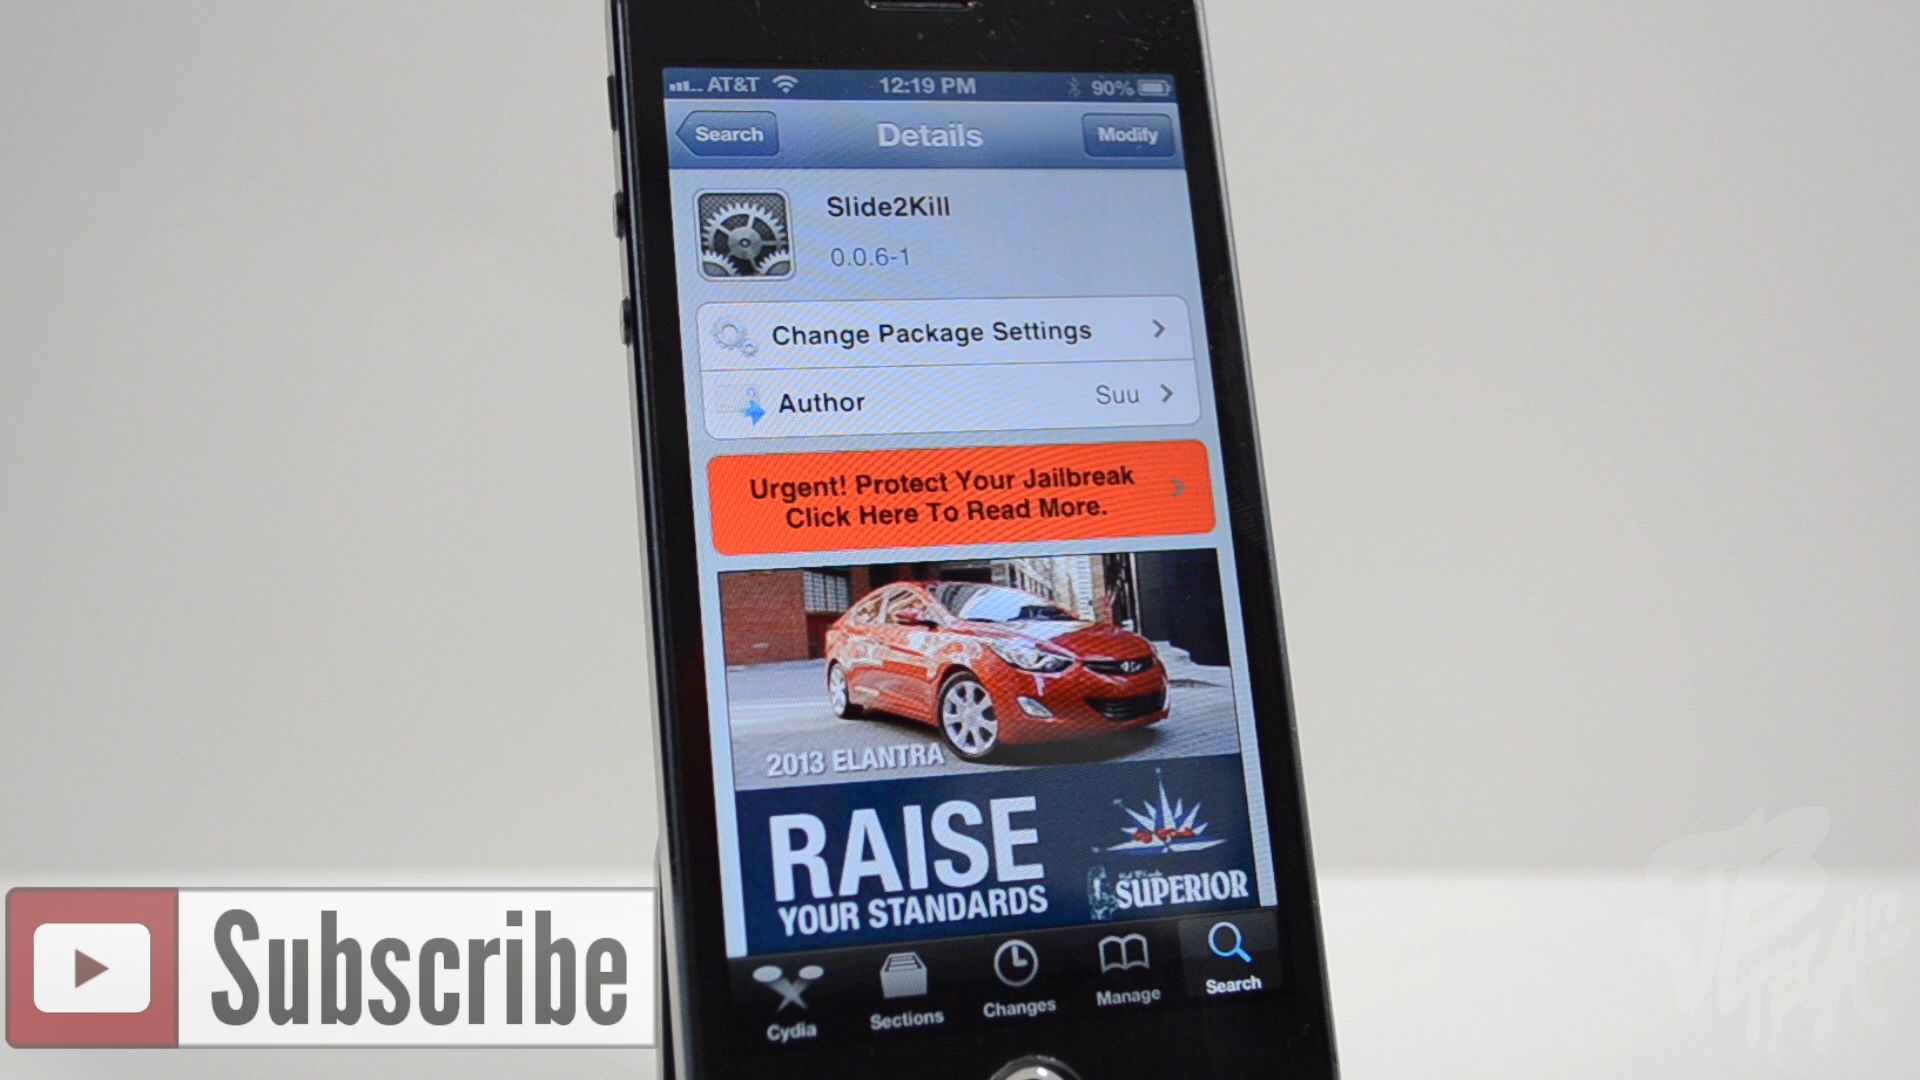 AT&T 12:19 PM 90%
Search Details Modify
Slide2Kill
0.0.6-1
Change Package Settings
Author Suu
Urgent! Protect Your Jailbreak
Click Here To Read More.
2013 ELANTRA
RAISE
YOUR STANDARDS
SUPERIOR
Cydia Sections Changes Manage Search
Subscribe